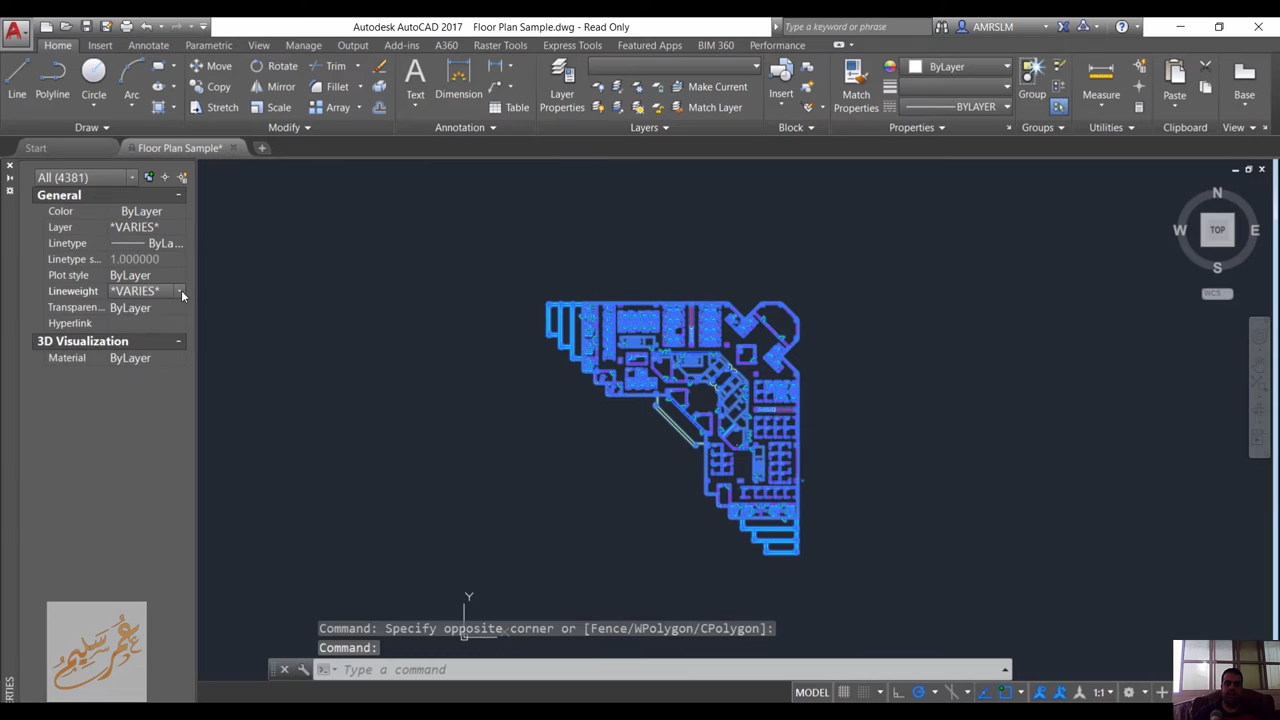 Autodesk AutoCAD 2017 Floor Plan Sample.dwg - Read Only
Type a keyword or phrase
AMRSLM
Home Insert Annotate Parametric View Manage Output Add-ins A360 Raster Tools Express Tools Featured Apps BIM 360 Performance
Line
Polyline
Circle
Arc
Move
Rotate
Trim
Copy
Mirror
Fillet
Stretch
Scale
Array
Text
Dimension
Table
Layer
Properties
Make Current
Match Layer
Insert
Match
Properties
ByLayer
BYLAYER
Group
Measure
Paste
Base
Draw
Modify
Annotation
Layers
Block
Properties
Groups
Utilities
Clipboard
View
Start
Floor Plan Sample*
All (4381)
General
Color ByLayer
Layer *VARIES*
Linetype ByLa...
Linetype s... 1.000000
Plot style ByLayer
Lineweight *VARIES*
Transparen... ByLayer
Hyperlink
3D Visualization
Material ByLayer
N
W TOP E
S
WCS
Y
Command: Specify opposite corner or [Fence/WPolygon/CPolygon]:
Command:
Type a command
PROPERTIES
MODEL
1:1
عمر سليم